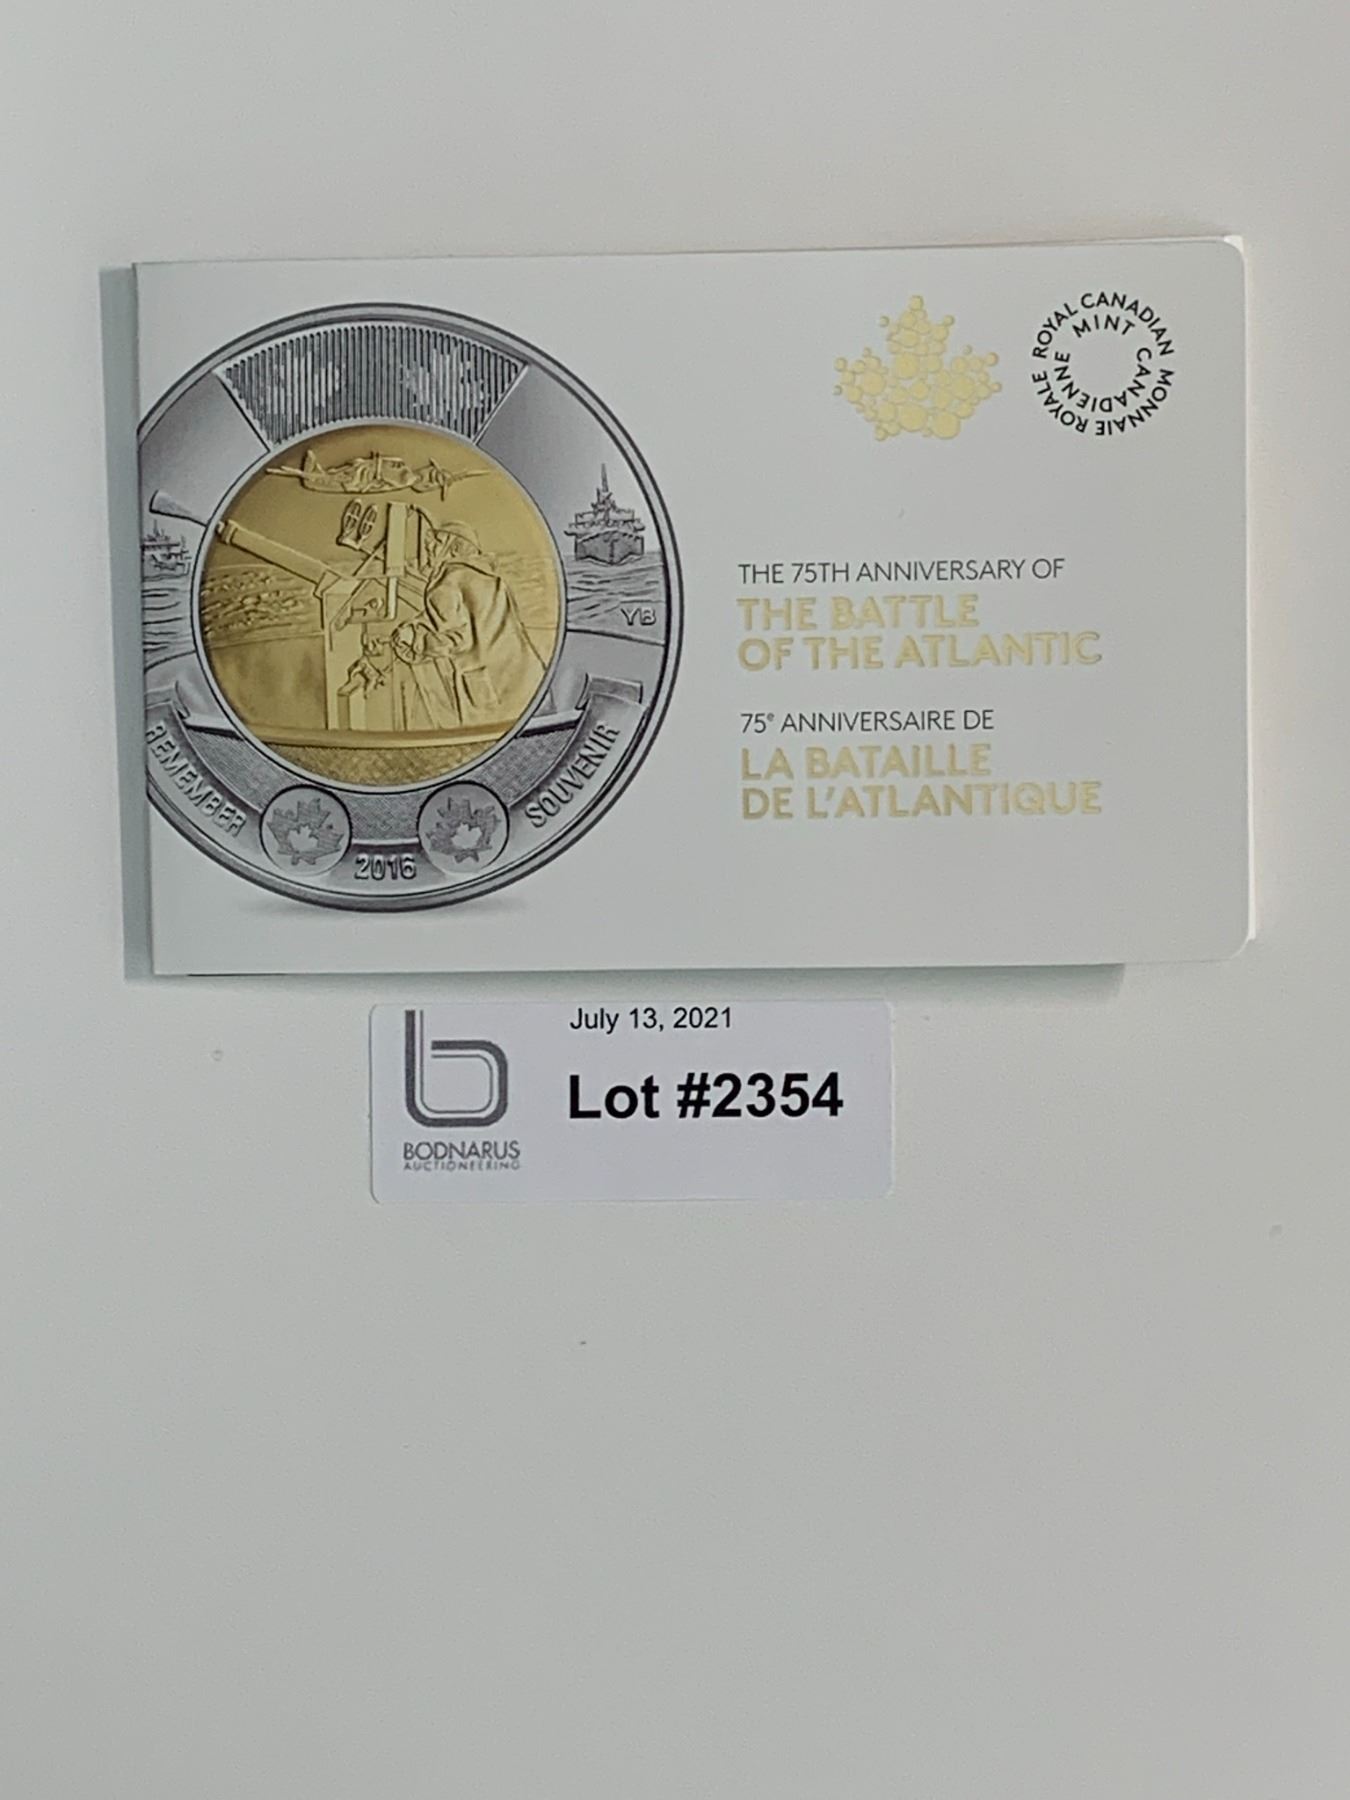 ROYAL CANADIAN MINT
MONNAIE ROYALE CANADIENNE
THE 75TH ANNIVERSARY OF
THE BATTLE
OF THE ATLANTIC
75e ANNIVERSAIRE DE
LA BATAILLE
DE L'ATLANTIQUE
YB
REMEMBER
SOUVENIR
2016
July 13, 2021
Lot #2354
b
BODNARUS
AUCTIONEERING